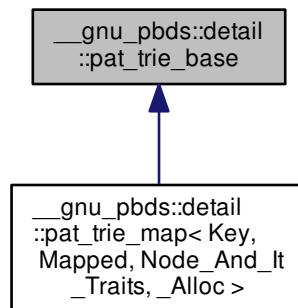 __gnu_pbds::detail
::pat_trie_base
__gnu_pbds::detail
::pat_trie_map< Key,
Mapped, Node_And_It
_Traits, _Alloc >